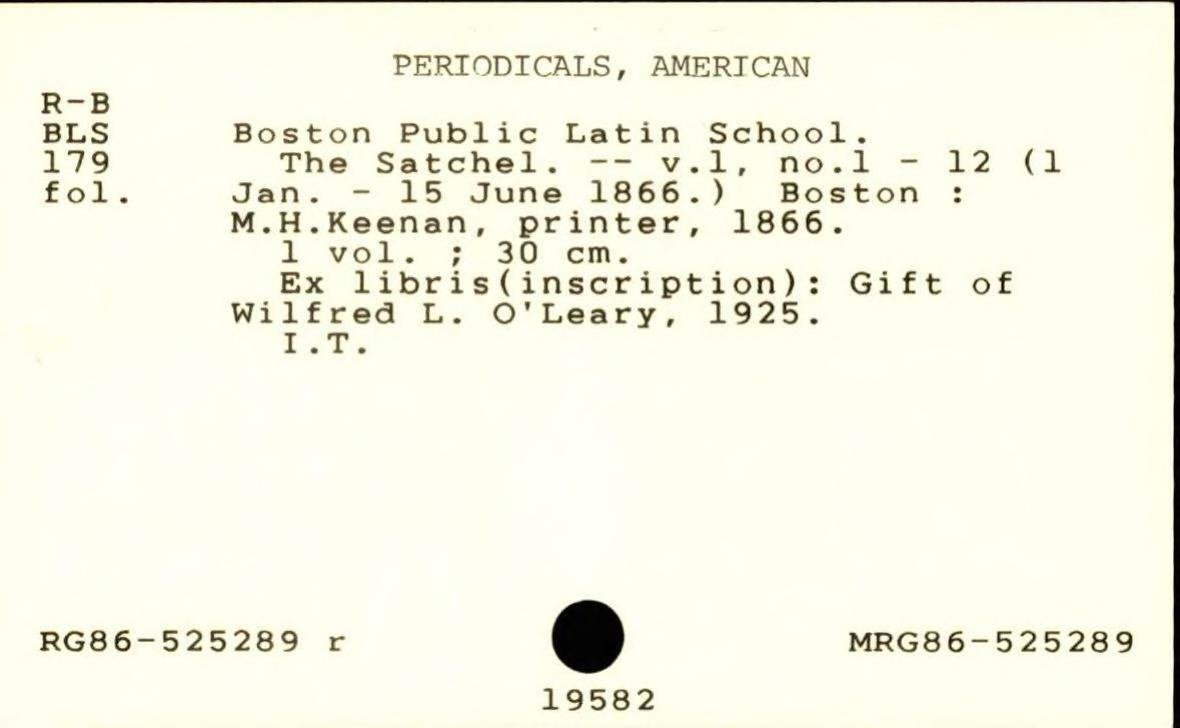 PERIODICALS, AMERICAN
R-B
BLS Boston Public Latin School.
179 The Satchel. -- v.1, no.1 - 12 (1
fol. Jan. - 15 June 1866.) Boston :
M.H.Keenan, printer, 1866.
1 vol. ; 30 cm.
Ex libris(inscription): Gift of
Wilfred L. O'Leary, 1925.
I.T.
RG86-525289 r MRG86-525289
19582